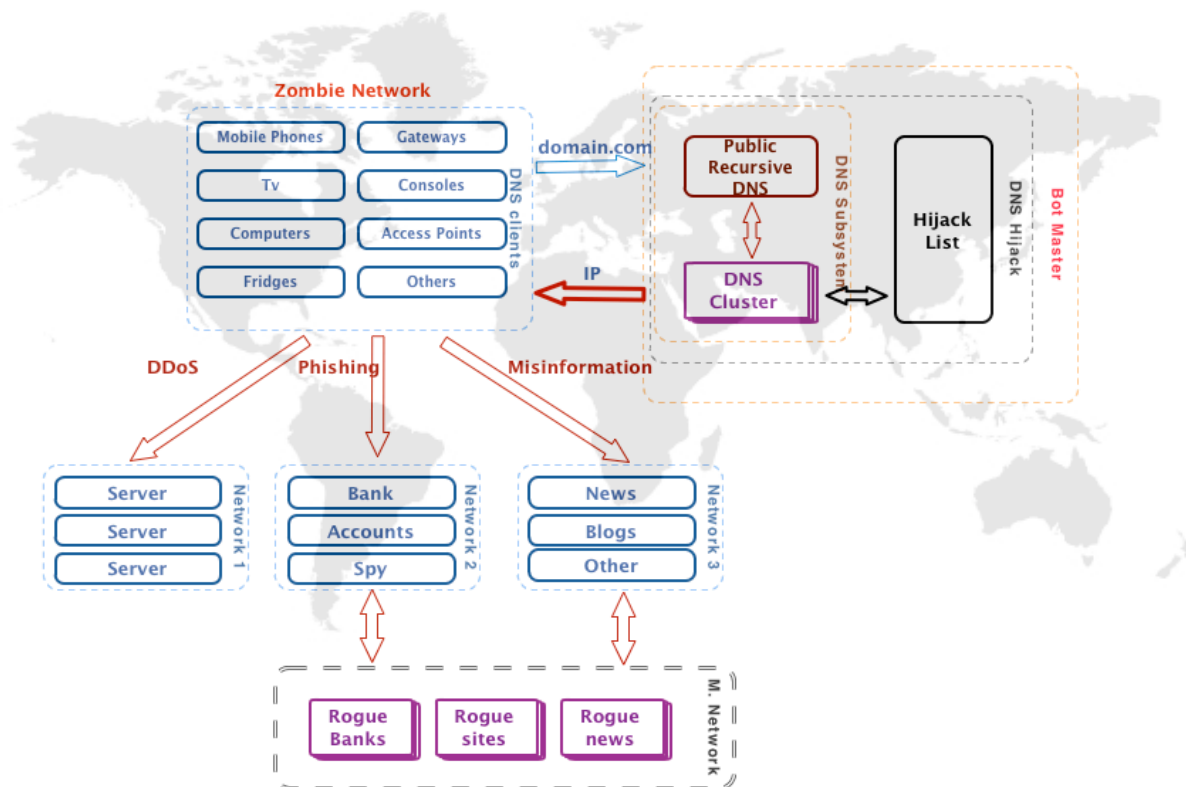 Zombie Network
Mobile Phones
Gateways
Tv
Consoles
Computers
Access Points
Fridges
Others
DNS clients
domain.com
IP
Public
Recursive
DNS
DNS
Cluster
DNS Subsystem
Hijack
List
DNS Hijack
Bot Master
DDoS
Phishing
Misinformation
Server
Server
Server
Network 1
Bank
Accounts
Spy
Network 2
News
Blogs
Other
Network 3
Rogue
Banks
Rogue
sites
Rogue
news
M. Network